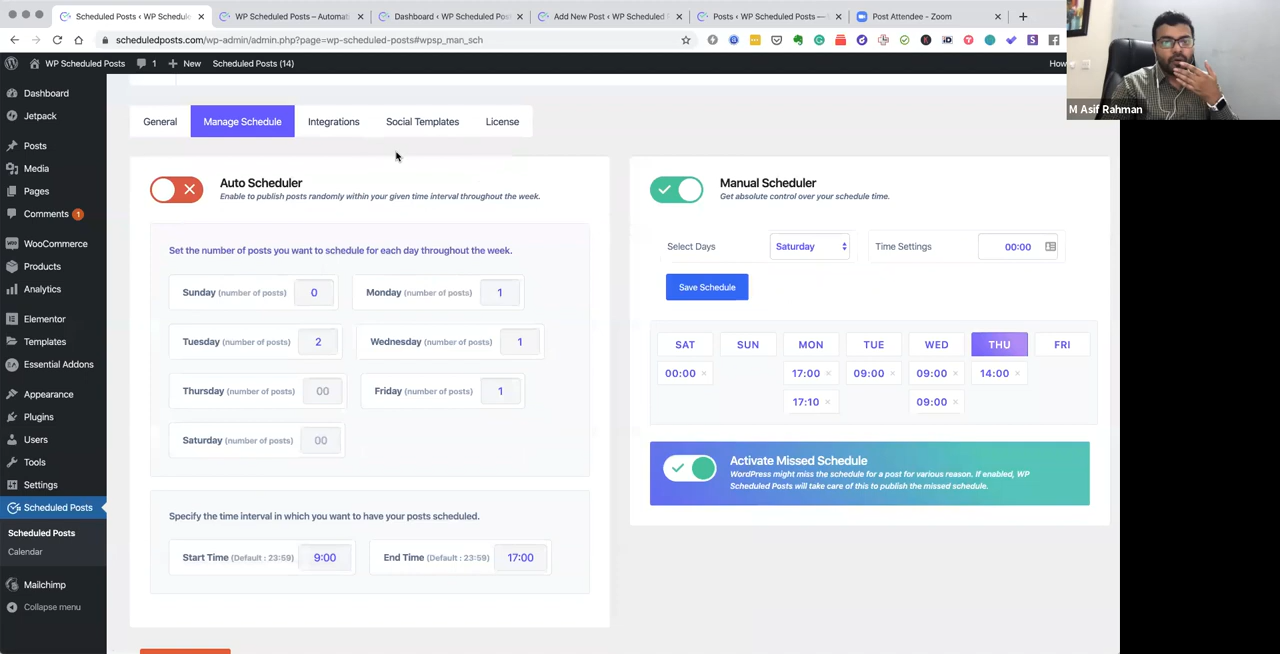 Scheduled Posts ‹ WP Schedule
WP Scheduled Posts – Automati
Dashboard ‹ WP Scheduled Post
Add New Post ‹ WP Scheduled
Posts ‹ WP Scheduled Posts —
Post Attendee - Zoom
scheduledposts.com/wp-admin/admin.php?page=wp-scheduled-posts#wpsp_man_sch
WP Scheduled Posts
1
New
Scheduled Posts (14)
How
M Asif Rahman
Dashboard
Jetpack
Posts
Media
Pages
Comments 1
WooCommerce
Products
Analytics
Elementor
Templates
Essential Addons
Appearance
Plugins
Users
Tools
Settings
Scheduled Posts
Scheduled Posts
Calendar
Mailchimp
Collapse menu
General
Manage Schedule
Integrations
Social Templates
License
Auto Scheduler
Enable to publish posts randomly within your given time interval throughout the week.
Set the number of posts you want to schedule for each day throughout the week.
Sunday (number of posts) 0
Monday (number of posts) 1
Tuesday (number of posts) 2
Wednesday (number of posts) 1
Thursday (number of posts) 00
Friday (number of posts) 1
Saturday (number of posts) 00
Specify the time interval in which you want to have your posts scheduled.
Start Time (Default : 23:59) 9:00
End Time (Default : 23:59) 17:00
Manual Scheduler
Get absolute control over your schedule time.
Select Days
Saturday
Time Settings
00:00
Save Schedule
SAT SUN MON TUE WED THU FRI
00:00 × 17:00 × 09:00 × 09:00 × 14:00 ×
17:10 × 09:00 ×
Activate Missed Schedule
WordPress might miss the schedule for a post for various reason. If enabled, WP
Scheduled Posts will take care of this to publish the missed schedule.